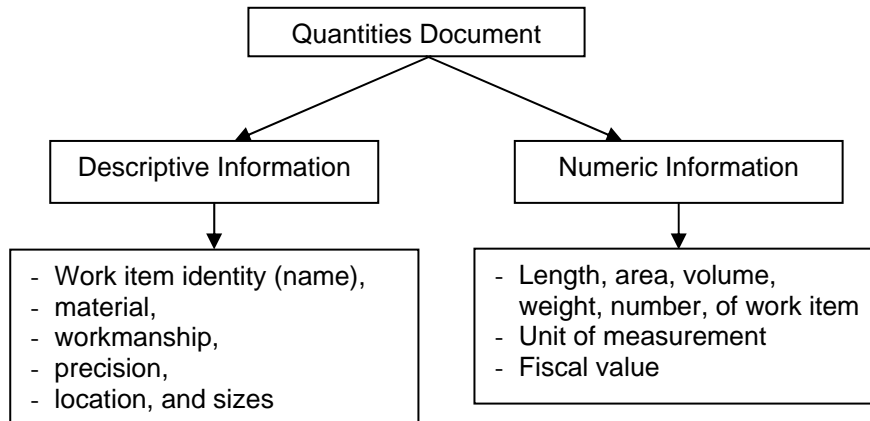 Quantities Document
Descriptive Information
Numeric Information
- Work item identity (name),
- material,
- workmanship,
- precision,
- location, and sizes
- Length, area, volume,
weight, number, of work item
- Unit of measurement
- Fiscal value